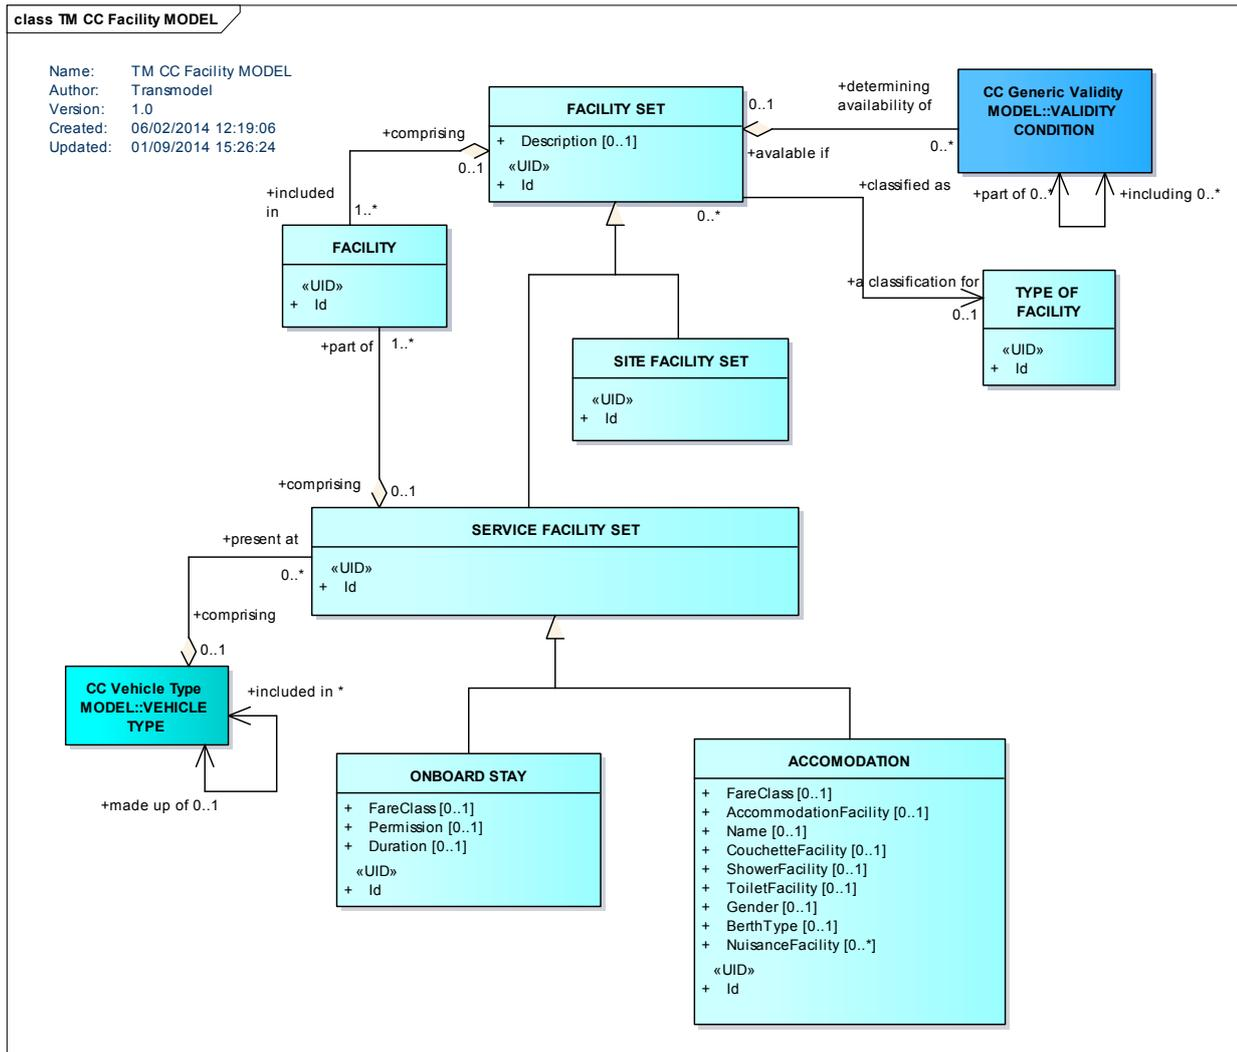 class TM CC Facility MODEL
Name: TM CC Facility MODEL
Author: Transmodel
Version: 1.0
Created: 06/02/2014 12:19:06
Updated: 01/09/2014 15:26:24
FACILITY SET
+ Description [0..1]
«UID»
+ Id
+comprising
0..1
+included
in
1..*
0..1
+determining
availability of
0..*
+avalable if
CC Generic Validity
MODEL::VALIDITY
CONDITION
+part of 0..*
+including 0..*
+classified as
0..*
+a classification for
0..1
TYPE OF
FACILITY
«UID»
+ Id
FACILITY
«UID»
+ Id
+part of
1..*
SITE FACILITY SET
«UID»
+ Id
+comprising
0..1
SERVICE FACILITY SET
«UID»
+ Id
+present at
0..*
+comprising
0..1
CC Vehicle Type
MODEL::VEHICLE
TYPE
+included in *
+made up of 0..1
ONBOARD STAY
+ FareClass [0..1]
+ Permission [0..1]
+ Duration [0..1]
«UID»
+ Id
ACCOMODATION
+ FareClass [0..1]
+ AccommodationFacility [0..1]
+ Name [0..1]
+ CouchetteFacility [0..1]
+ ShowerFacility [0..1]
+ ToiletFacility [0..1]
+ Gender [0..1]
+ BerthType [0..1]
+ NuisanceFacility [0..*]
«UID»
+ Id